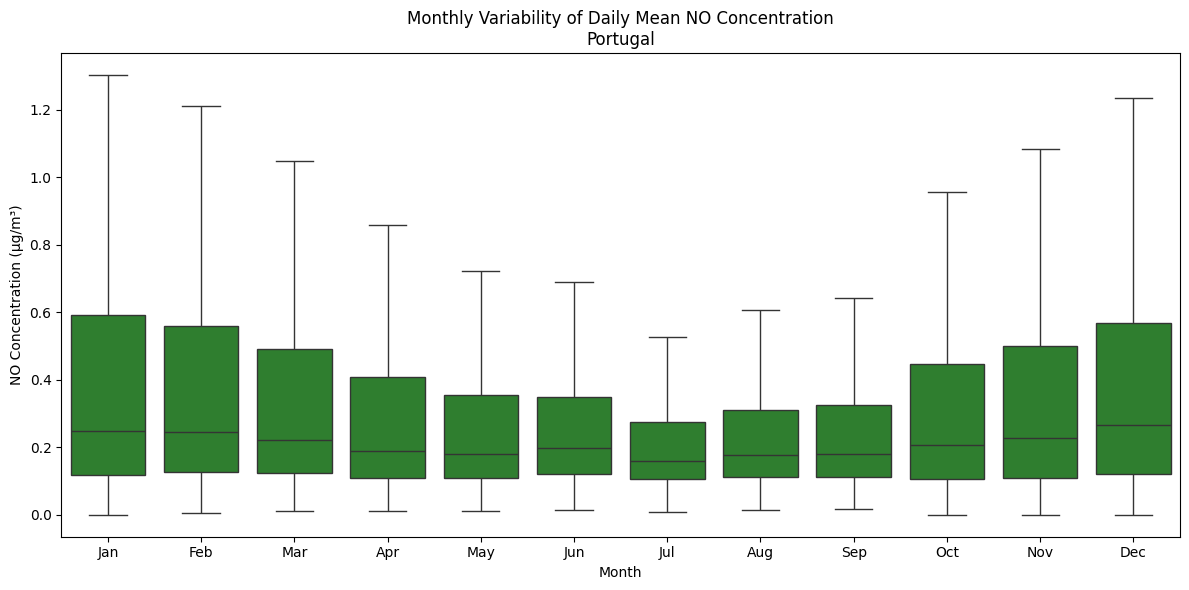 Monthly Variability of Daily Mean NO Concentration
Portugal
NO Concentration (µg/m³)
1.2
1.0
0.8
0.6
0.4
0.2
0.0
Jan Feb Mar Apr May Jun Jul Aug Sep Oct Nov Dec
Month